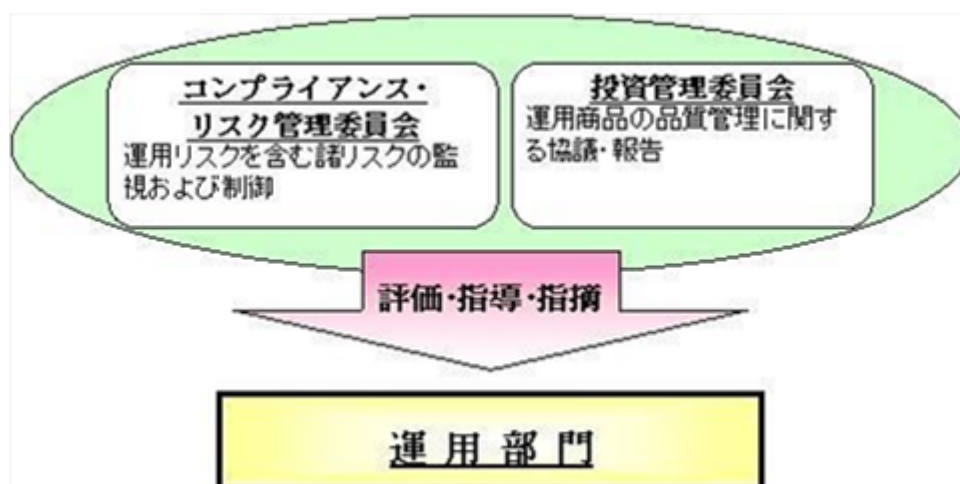 コンプライアンス・
リスク管理委員会
運用リスクを含む諸リスクの監
視および制御
投資管理委員会
運用商品の品質管理に関す
る協議・報告
評価・指導・指摘
運用部門